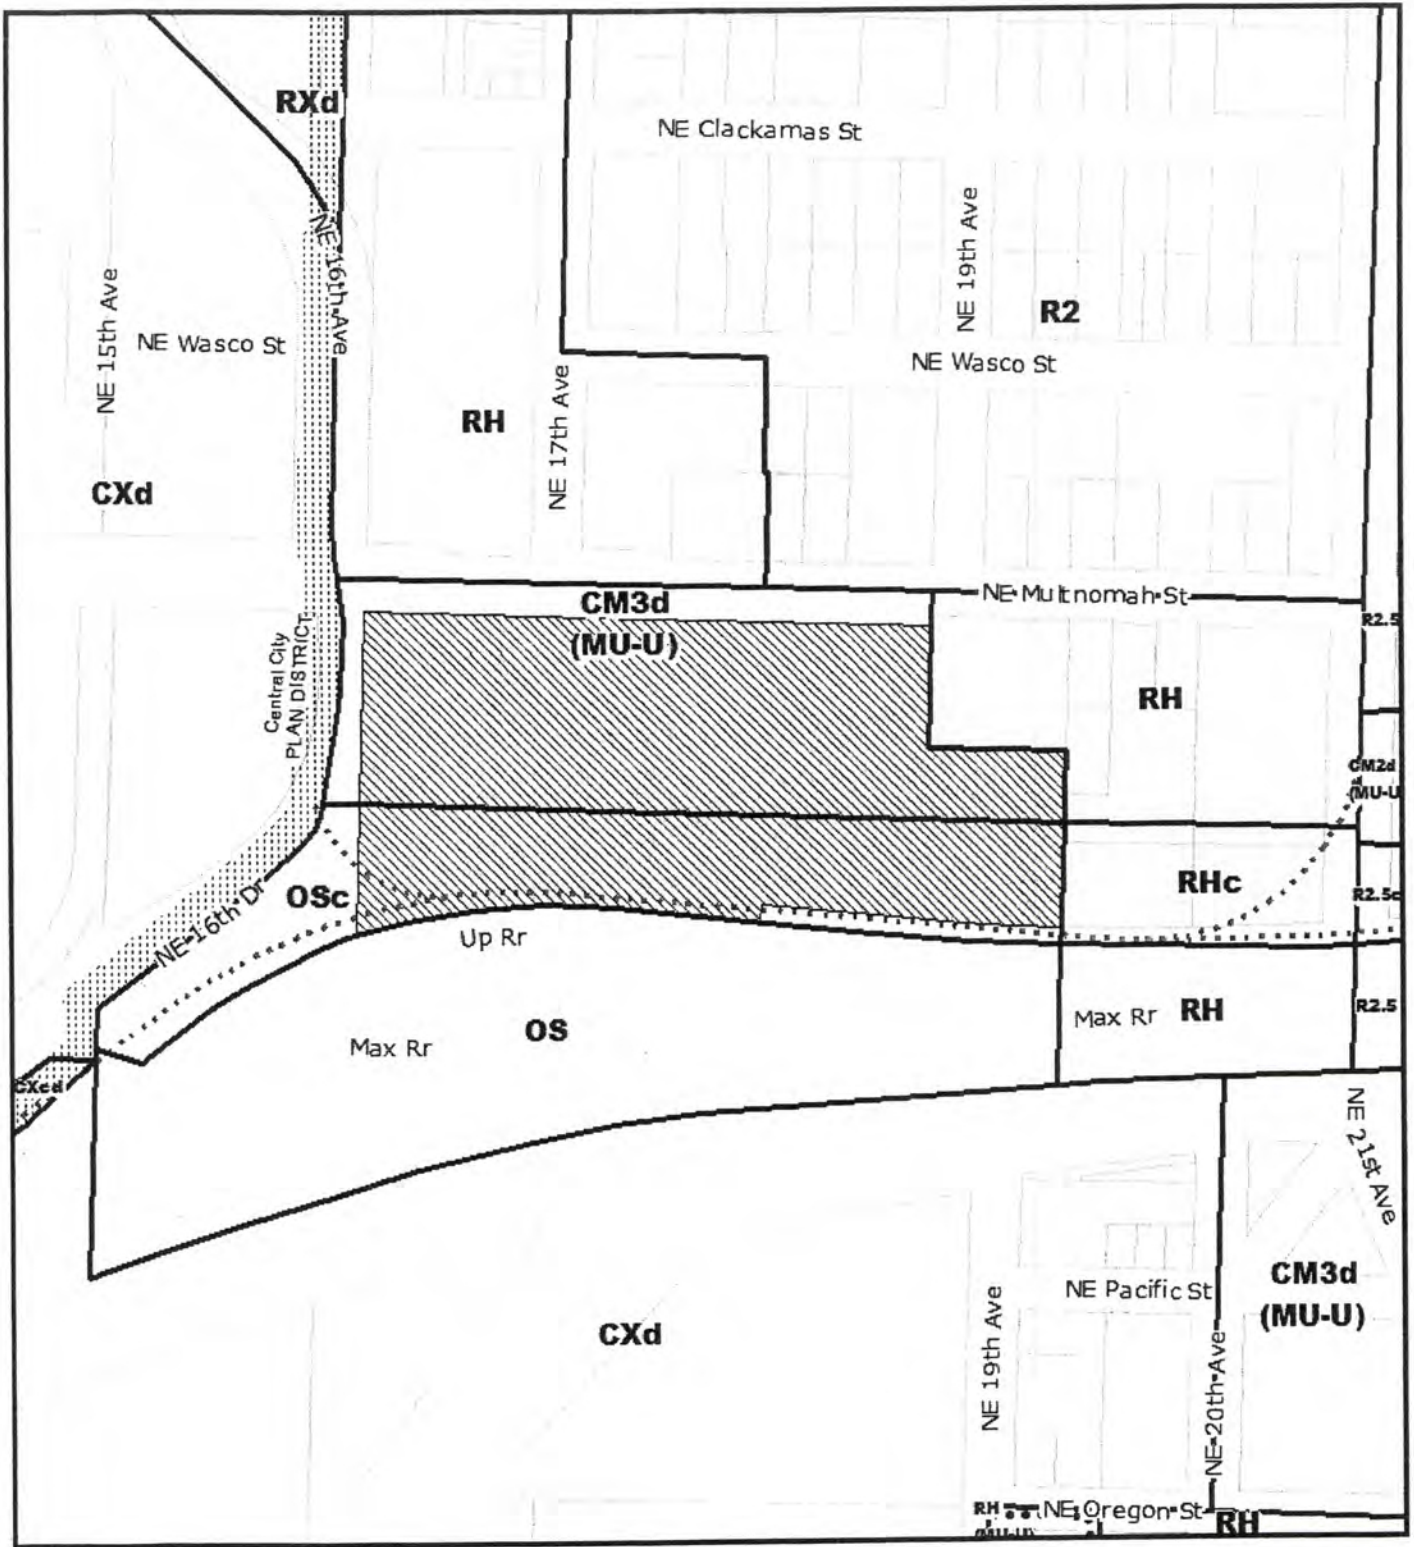 RXd
NE Clackamas St
NE 16th Ave
NE 19th Ave
NE 15th Ave
R2
NE Wasco St
NE Wasco St
RH
NE 17th Ave
CXd
NE Multnomah St
CM3d
(MU-U)
R2.5
Central City
PLAN DISTRICT
RH
CM2d
(MU-U
OSc
RHc
R2.5c
NE 16th Dr
Up Rr
OS
Max Rr
Max Rr
RH
R2.5
CXcd
NE 21st Ave
CM3d
(MU-U)
NE Pacific St
CXd
NE 19th Ave
NE 20th Ave
RH
(MU-U)
NE Oregon St
RH